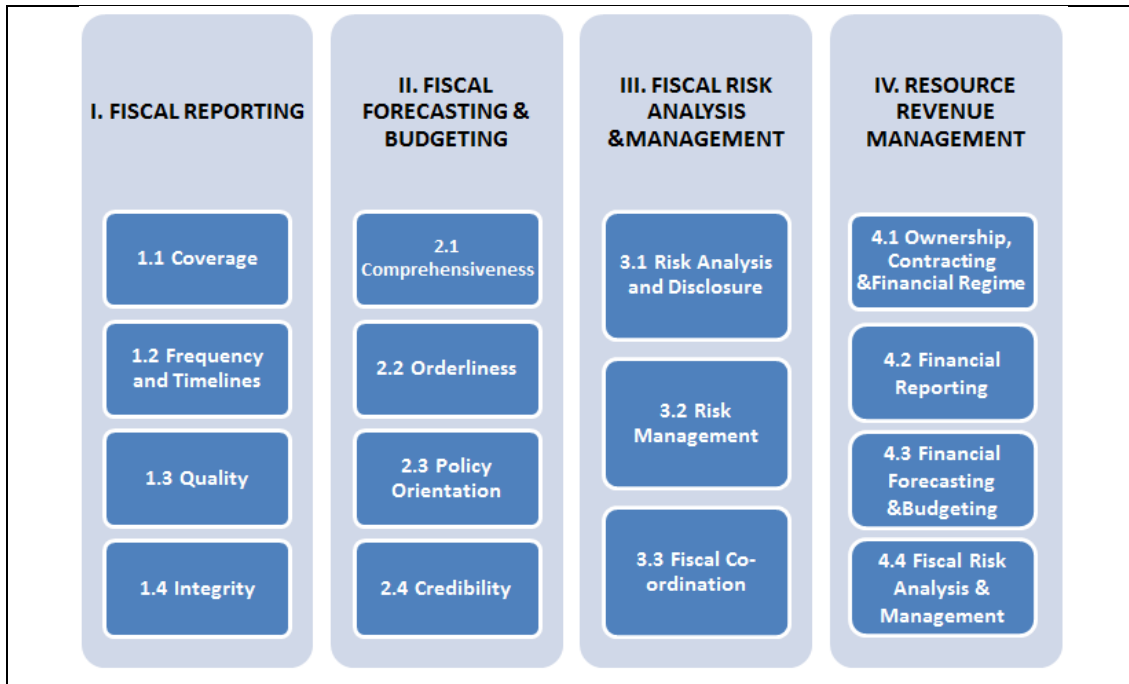 I. FISCAL REPORTING
1.1 Coverage
1.2 Frequency
and Timelines
1.3 Quality
1.4 Integrity
II. FISCAL
FORECASTING &
BUDGETING
2.1
Comprehensiveness
2.2 Orderliness
2.3 Policy
Orientation
2.4 Credibility
III. FISCAL RISK
ANALYSIS
&MANAGEMENT
3.1 Risk Analysis
and Disclosure
3.2 Risk
Management
3.3 Fiscal Co-
ordination
IV. RESOURCE
REVENUE
MANAGEMENT
4.1 Ownership,
Contracting
&Financial Regime
4.2 Financial
Reporting
4.3 Financial
Forecasting
&Budgeting
4.4 Fiscal Risk
Analysis &
Management